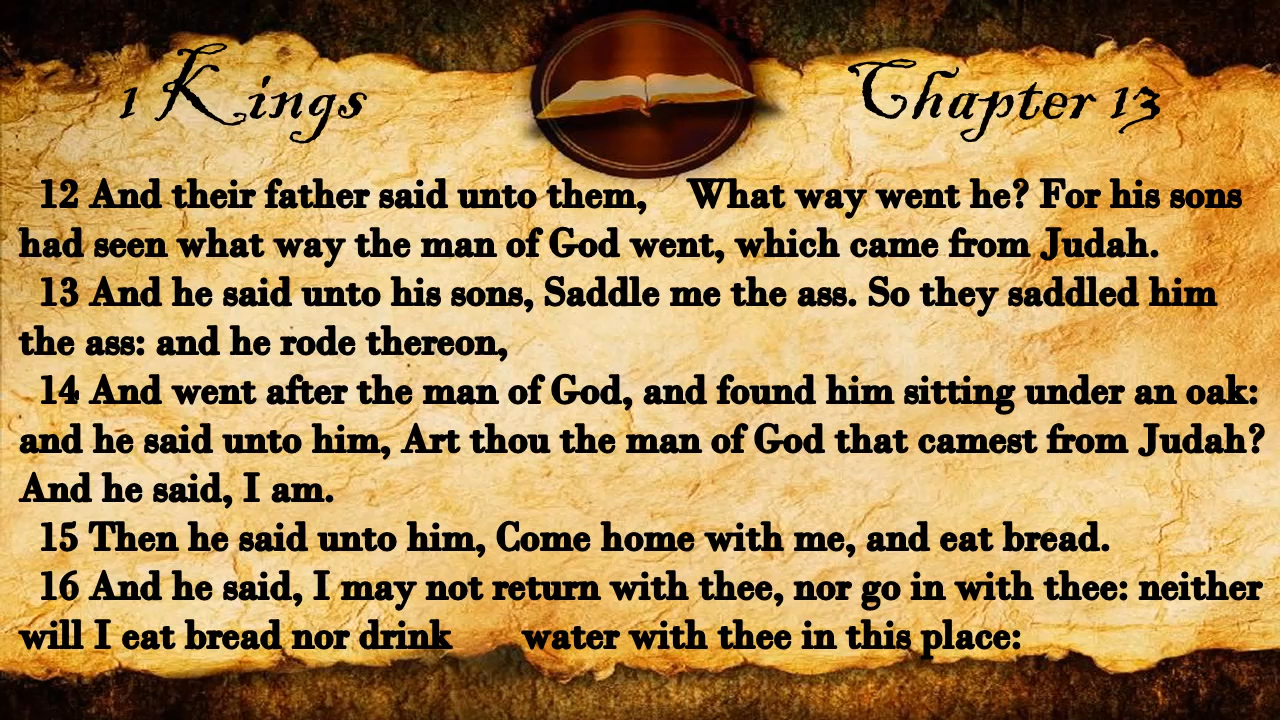 1 Kings
Chapter 13
12 And their father said unto them, What way went he? For his sons
had seen what way the man of God went, which came from Judah.
13 And he said unto his sons, Saddle me the ass. So they saddled him
the ass: and he rode thereon,
14 And went after the man of God, and found him sitting under an oak:
and he said unto him, Art thou the man of God that camest from Judah?
And he said, I am.
15 Then he said unto him, Come home with me, and eat bread.
16 And he said, I may not return with thee, nor go in with thee: neither
will I eat bread nor drink water with thee in this place: